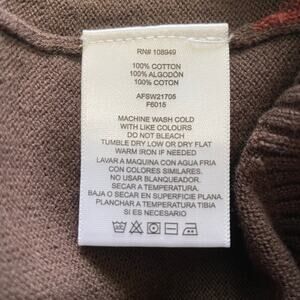 RN# 108949
100% COTTON
100% ALGODÓN
100% COTON
AFSW21705
F6015
MACHINE WASH COLD
WITH LIKE COLOURS
DO NOT BLEACH
TUMBLE DRY LOW OR DRY FLAT
WARM IRON IF NEEDED
LAVAR A MAQUINA CON AGUA FRIA
CON COLORES SIMILARES.
NO USAR BLANQUEADOR.
SECAR A TEMPERATURA.
BAJA O SECAR EN SUPERFICIE PLANA.
PLANCHAR A TEMPERATURA TIBIA
SI ES NECESARIO